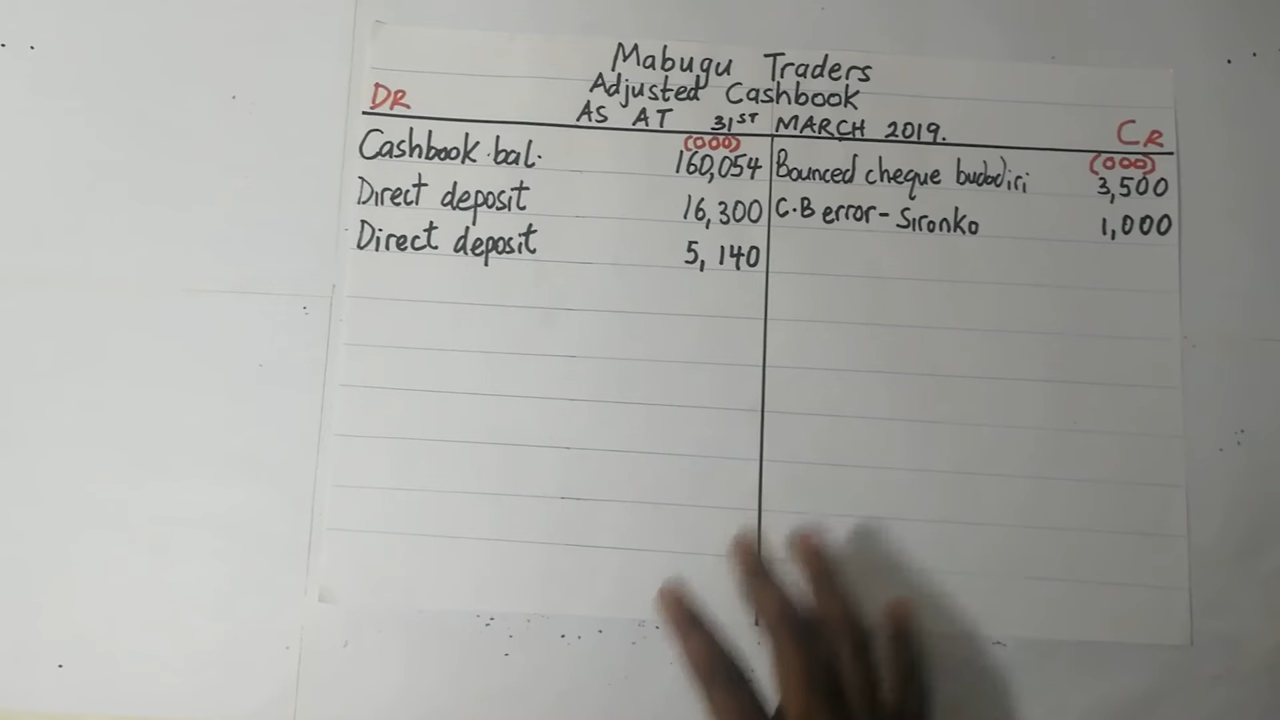 Mabugu Traders
Adjusted Cashbook
AS AT 31ST MARCH 2019.
DR
CR
(000)
(000)
Cashbook bal. 160,054 Bounced cheque budadiri 3,500
Direct deposit 16,300 C.B error - Sironko 1,000
Direct deposit 5,140